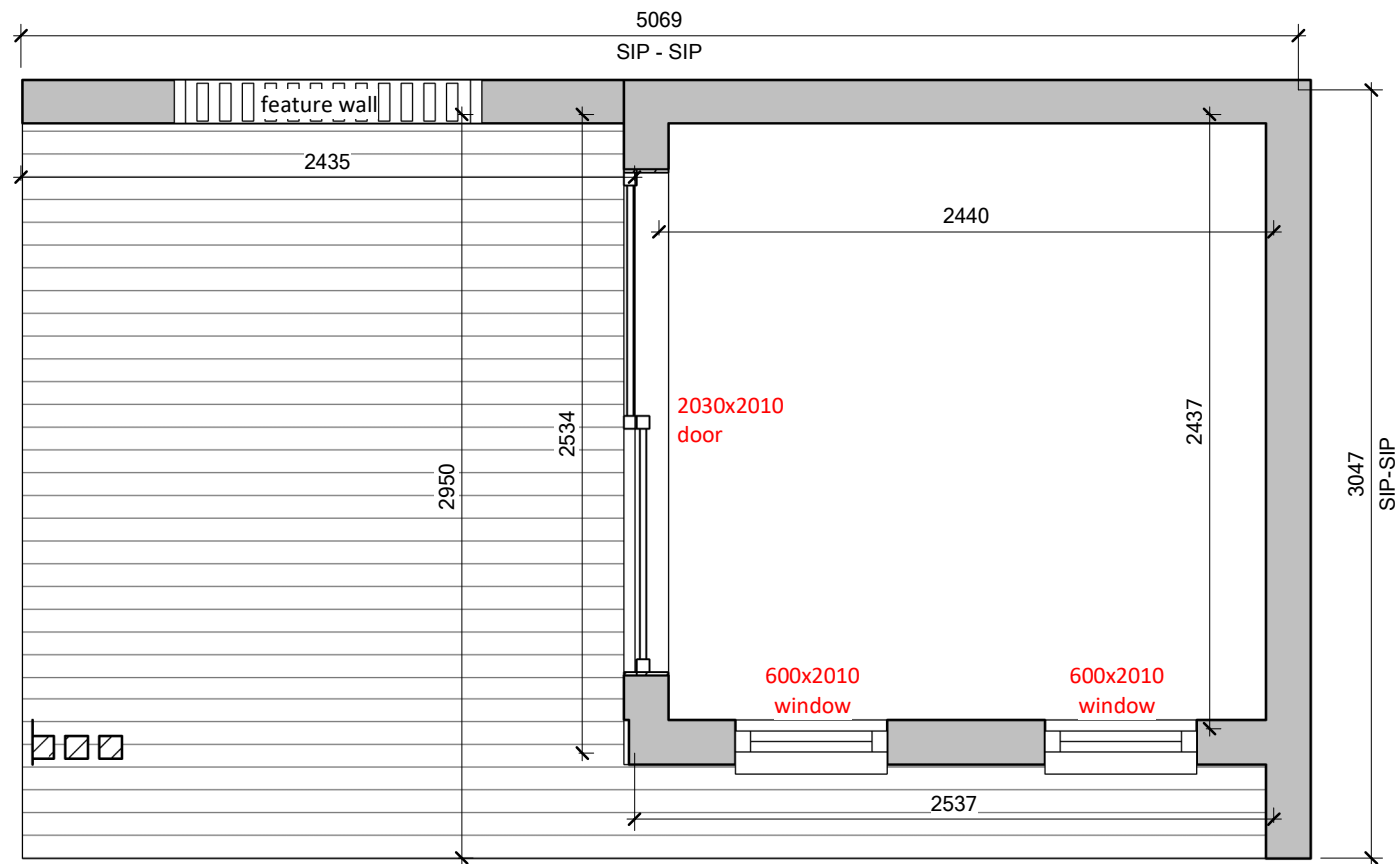 5069
SIP - SIP
feature wall
2435
2440
2030x2010
door
2534
2437
2950
3047
SIP-SIP
600x2010
window
600x2010
window
2537